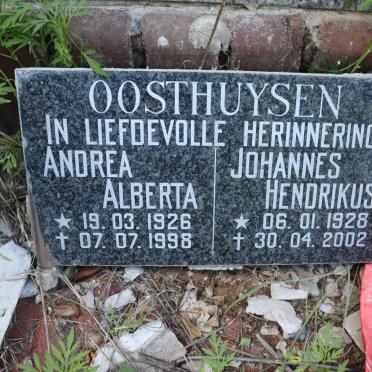 OOSTHUYSEN
IN LIEFDEVOLLE HERINNERING
ANDREA ALBERTA
★ 19.03.1926
✝ 07.07.1998
JOHANNES HENDRIKUS
★ 06.01.1928
✝ 30.04.2002